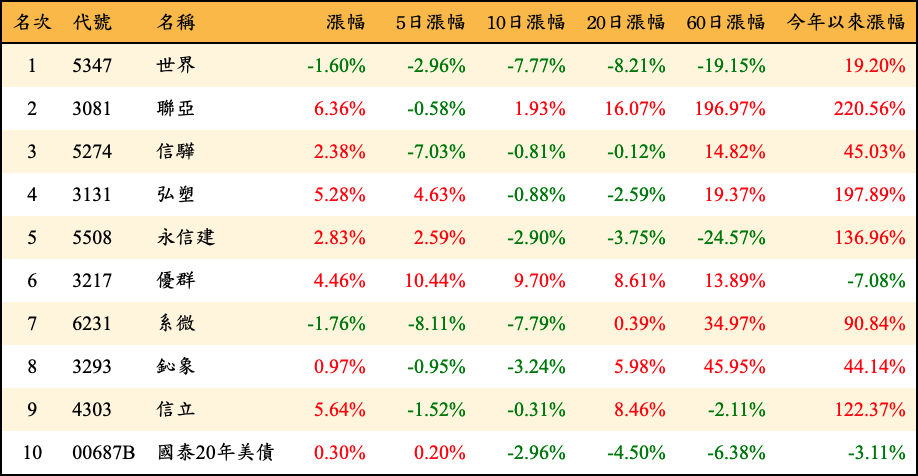 名次 代號 名稱 漲幅 5日漲幅 10日漲幅 20日漲幅 60日漲幅 今年以來漲幅
1 5347 世界 -1.60% -2.96% -7.77% -8.21% -19.15% 19.20%
2 3081 聯亞 6.36% -0.58% 1.93% 16.07% 196.97% 220.56%
3 5274 信驊 2.38% -7.03% -0.81% -0.12% 14.82% 45.03%
4 3131 弘塑 5.28% 4.63% -0.88% -2.59% 19.37% 197.89%
5 5508 永信建 2.83% 2.59% -2.90% -3.75% -24.57% 136.96%
6 3217 優群 4.46% 10.44% 9.70% 8.61% 13.89% -7.08%
7 6231 系微 -1.76% -8.11% -7.79% 0.39% 34.97% 90.84%
8 3293 鈊象 0.97% -0.95% -3.24% 5.98% 45.95% 44.14%
9 4303 信立 5.64% -1.52% -0.31% 8.46% -2.11% 122.37%
10 00687B 國泰20年美債 0.30% 0.20% -2.96% -4.50% -6.38% -3.11%